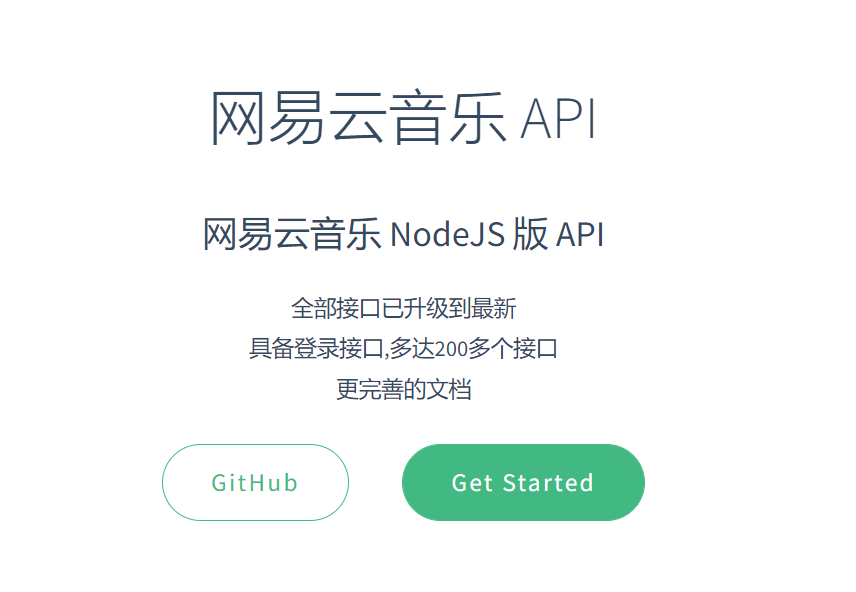 网易云音乐 API
网易云音乐 NodeJS 版 API
全部接口已升级到最新
具备登录接口,多达200多个接口
更完善的文档
GitHub
Get Started